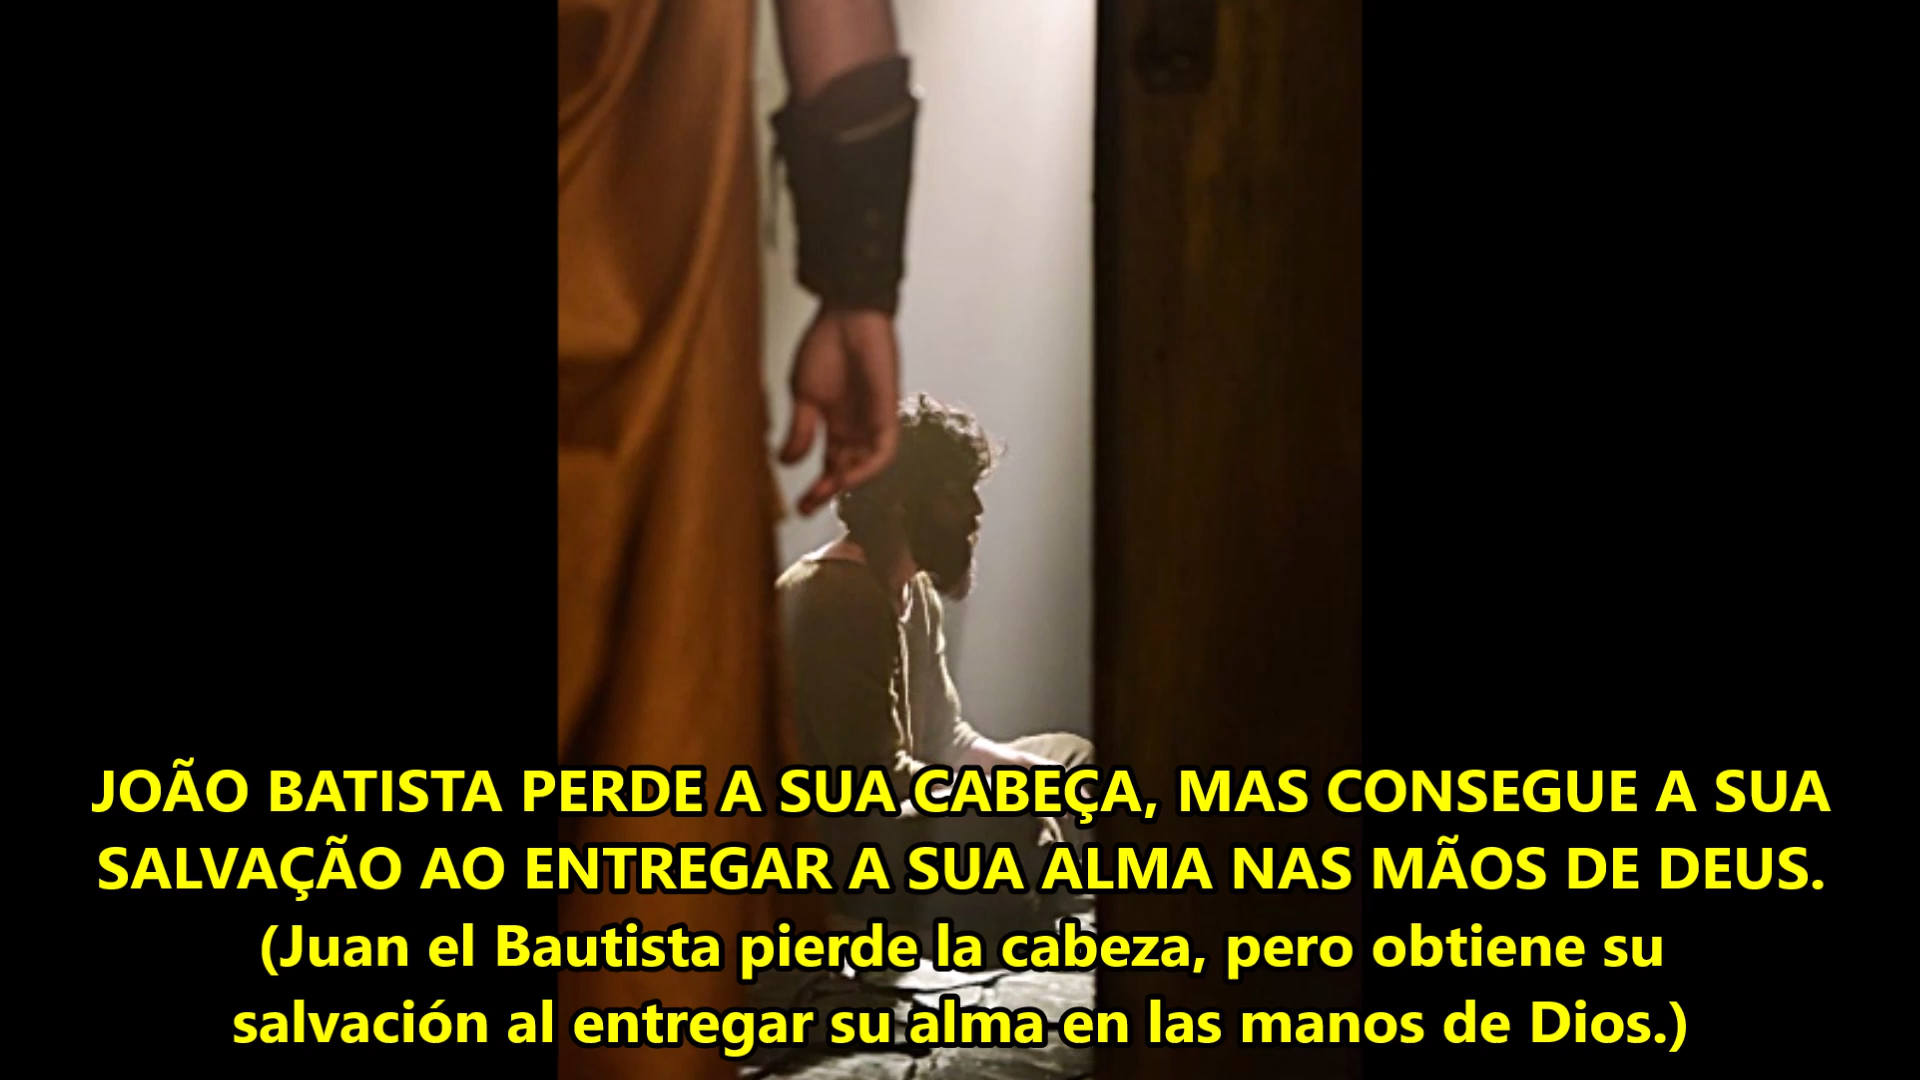 JOÃO BATISTA PERDE A SUA CABEÇA, MAS CONSEGUE A SUA
SALVAÇÃO AO ENTREGAR A SUA ALMA NAS MÃOS DE DEUS.
(Juan el Bautista pierde la cabeza, pero obtiene su
salvación al entregar su alma en las manos de Dios.)